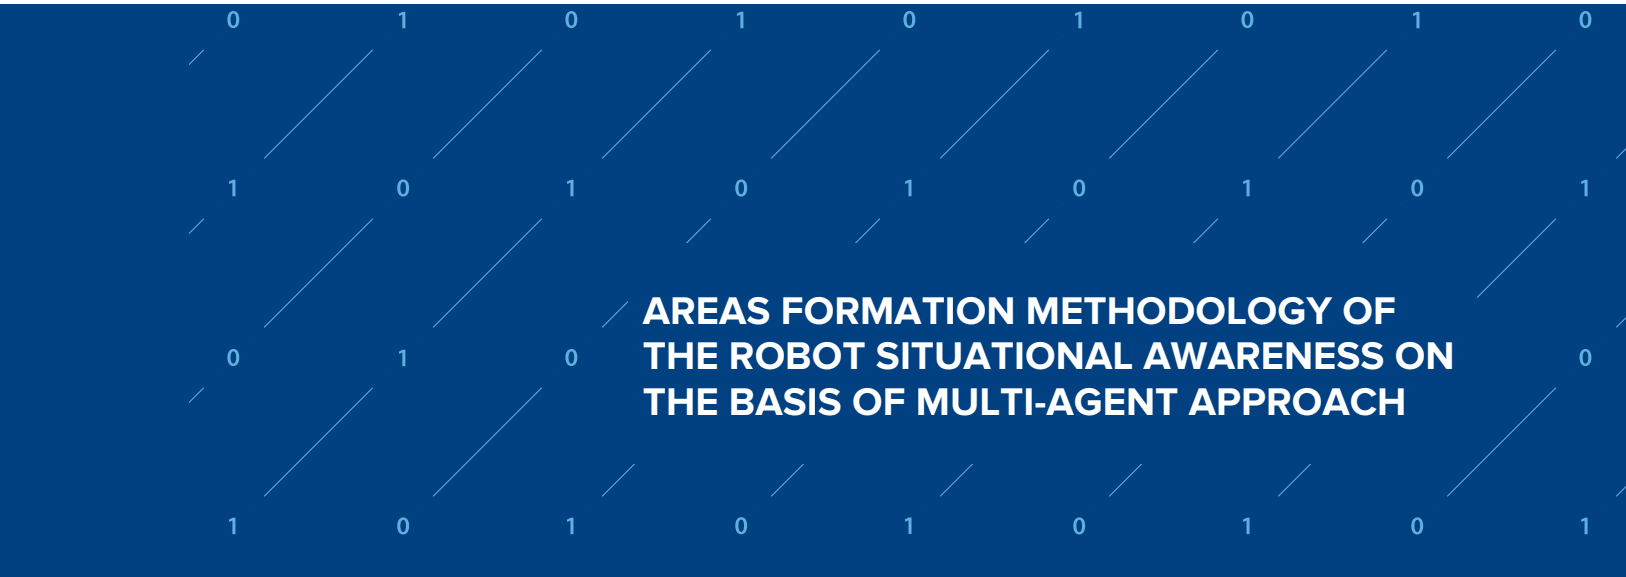 0 1 0 1 0 1 0 1 0
1 0 1 0 1 0 1 0 1
AREAS FORMATION METHODOLOGY OF
THE ROBOT SITUATIONAL AWARENESS ON
0 1 0 0
THE BASIS OF MULTI-AGENT APPROACH
1 0 1 0 1 0 1 0 1